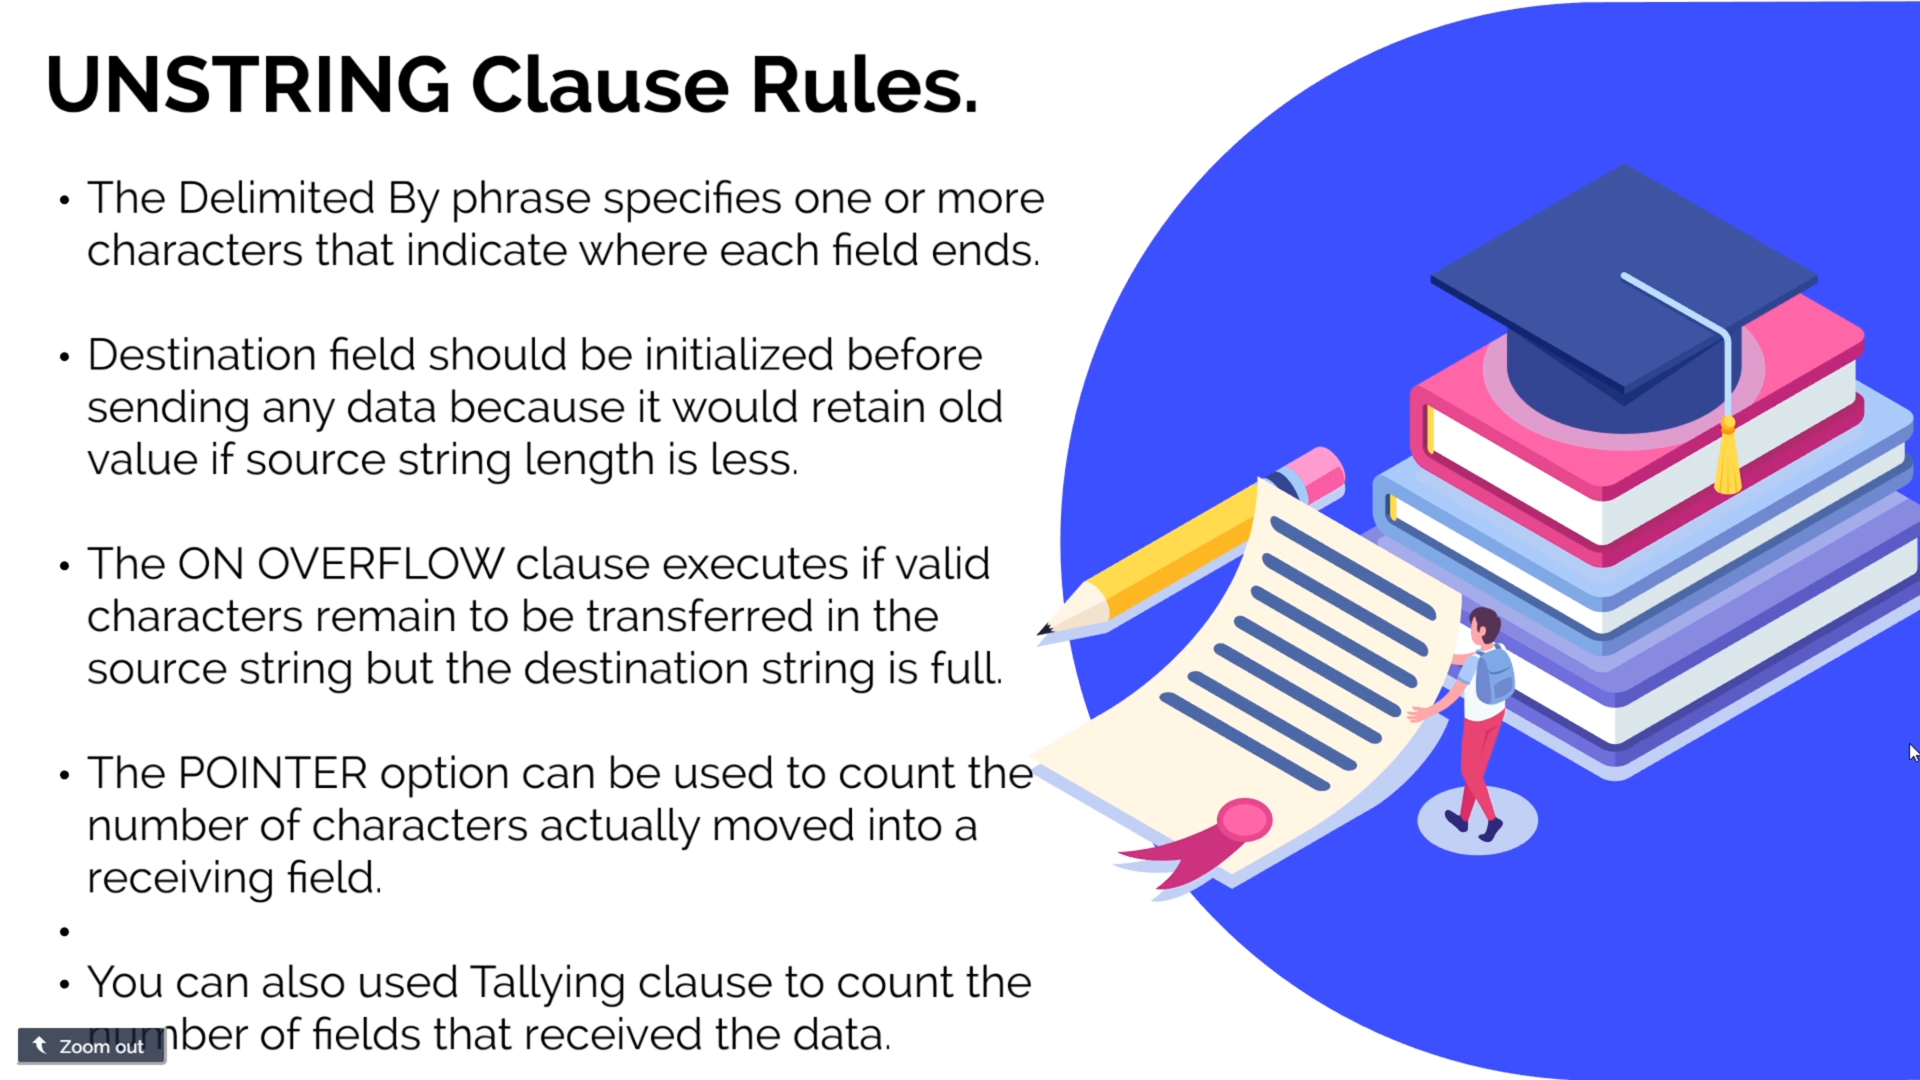 UNSTRING Clause Rules.
• The Delimited By phrase specifies one or more
characters that indicate where each field ends.
• Destination field should be initialized before
sending any data because it would retain old
value if source string length is less.
• The ON OVERFLOW clause executes if valid
characters remain to be transferred in the
source string but the destination string is full.
• The POINTER option can be used to count the
number of characters actually moved into a
receiving field.
•
• You can also used Tallying clause to count the
number of fields that received the data.
Zoom out